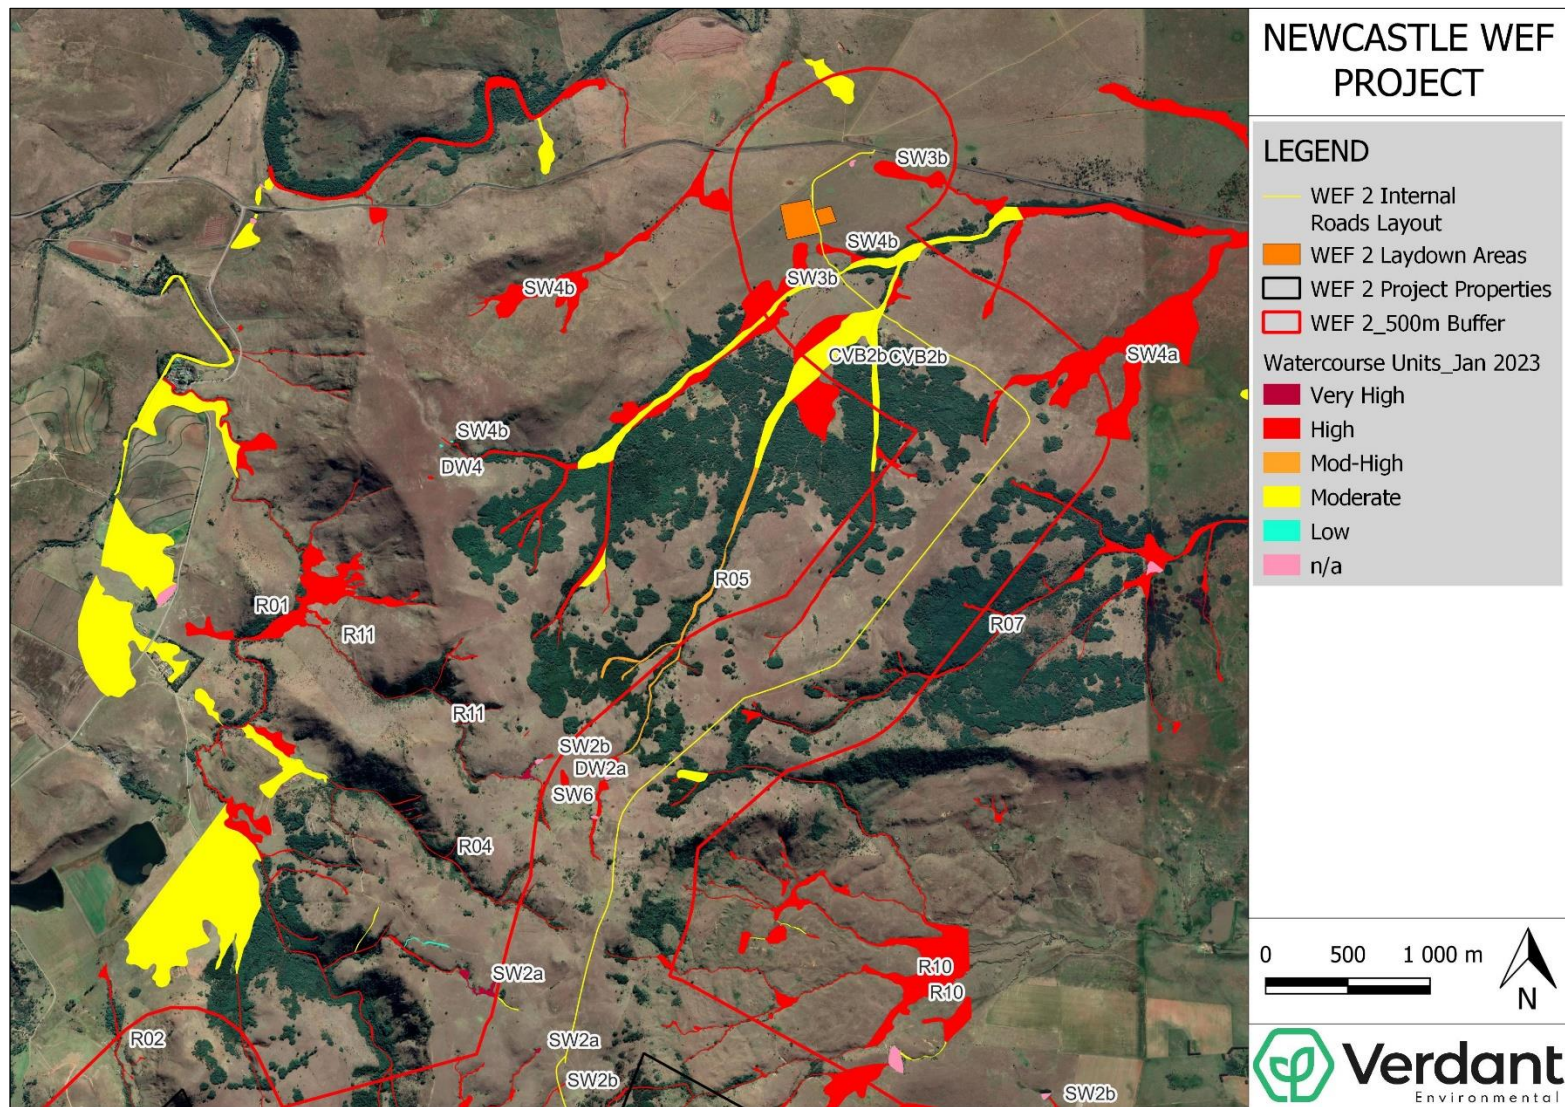 NEWCASTLE WEF
PROJECT
LEGEND
WEF 2 Internal
Roads Layout
WEF 2 Laydown Areas
WEF 2 Project Properties
WEF 2_500m Buffer
Watercourse Units_Jan 2023
Very High
High
Mod-High
Moderate
Low
n/a
0 500 1 000 m
N
Verdant
Environmental
SW3b
SW4b
SW3b
SW4b
CVB2b CVB2b
SW4a
SW4b
DW4
R05
R01
R11
R07
R11
SW2b
DW2a
SW6
R04
SW2a
R10
R10
R02
SW2a
SW2b
SW2b